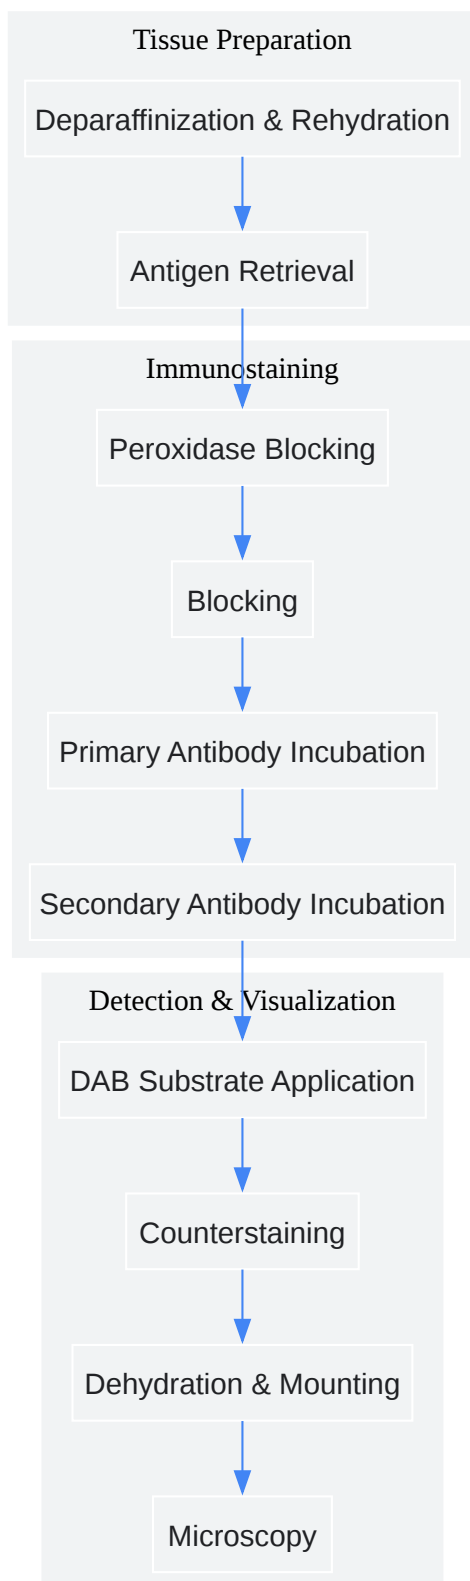 Tissue Preparation
Deparaffinization & Rehydration
Antigen Retrieval
Immunostaining
Peroxidase Blocking
Blocking
Primary Antibody Incubation
Secondary Antibody Incubation
Detection & Visualization
DAB Substrate Application
Counterstaining
Dehydration & Mounting
Microscopy